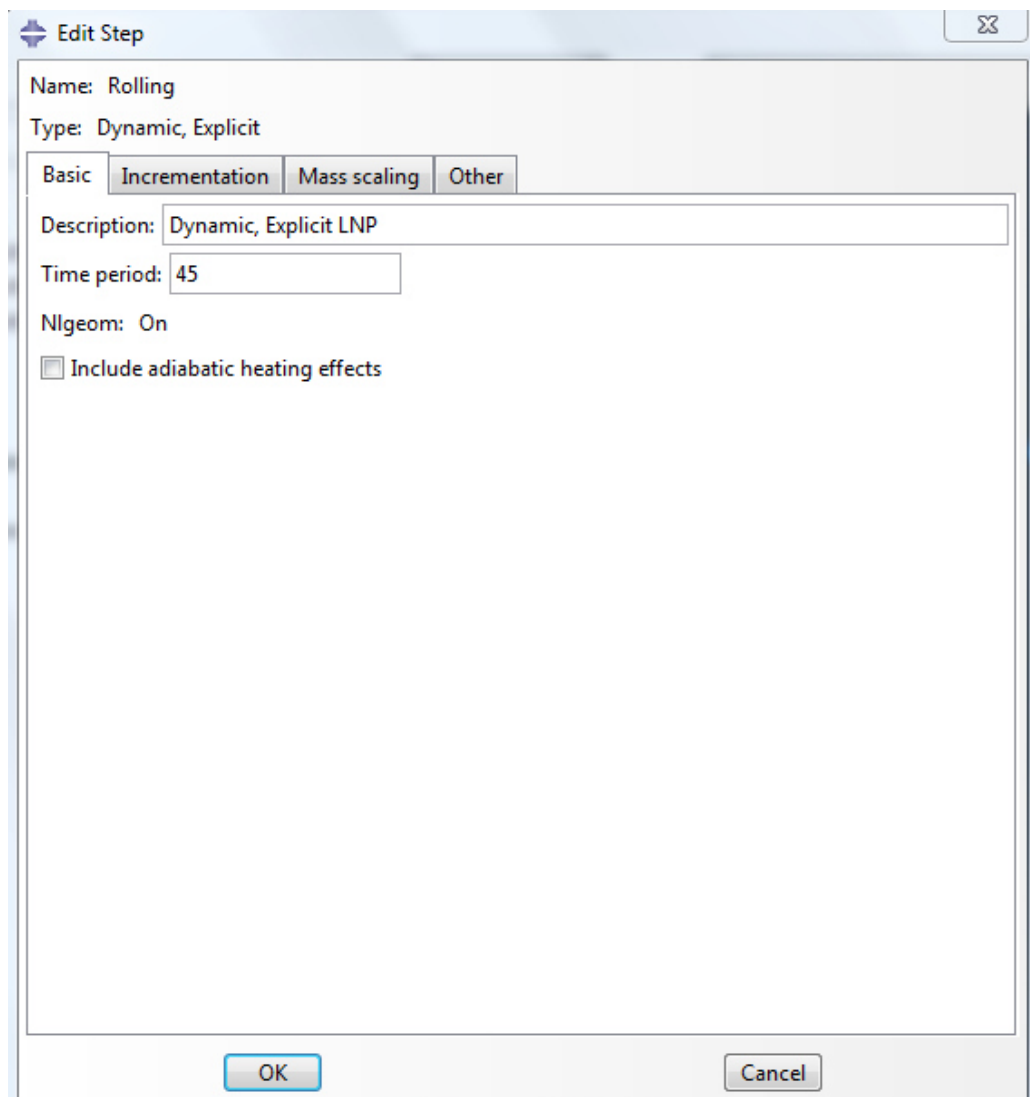 Edit Step
Name: Rolling
Type: Dynamic, Explicit
Basic Incrementation Mass scaling Other
Description: Dynamic, Explicit LNP
Time period: 45
Nlgeom: On
Include adiabatic heating effects
OK Cancel